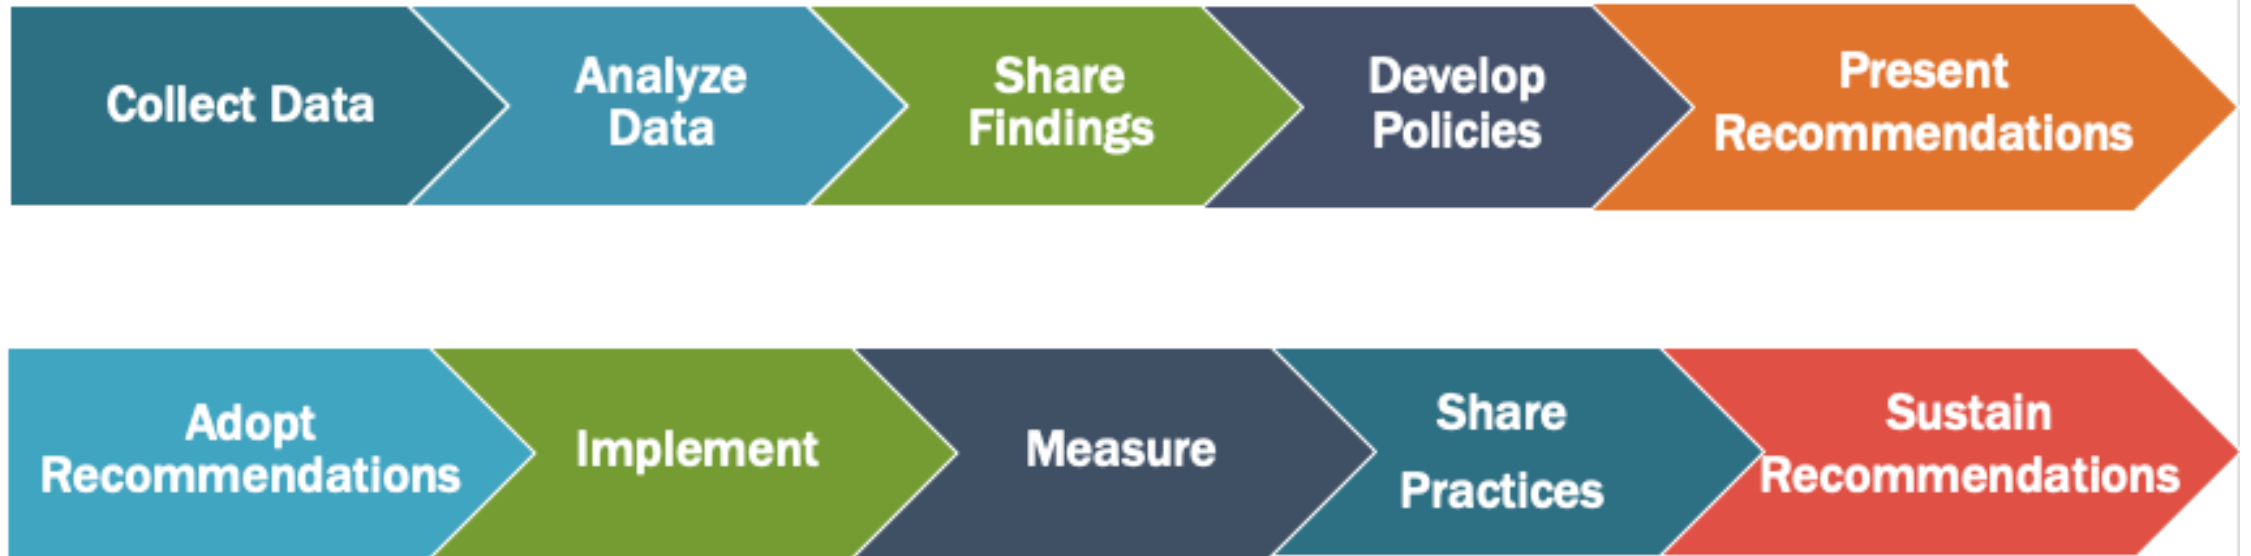 Collect Data
Analyze
Data
Share
Findings
Develop
Policies
Present
Recommendations
Adopt
Recommendations
Implement
Measure
Share
Practices
Sustain
Recommendations